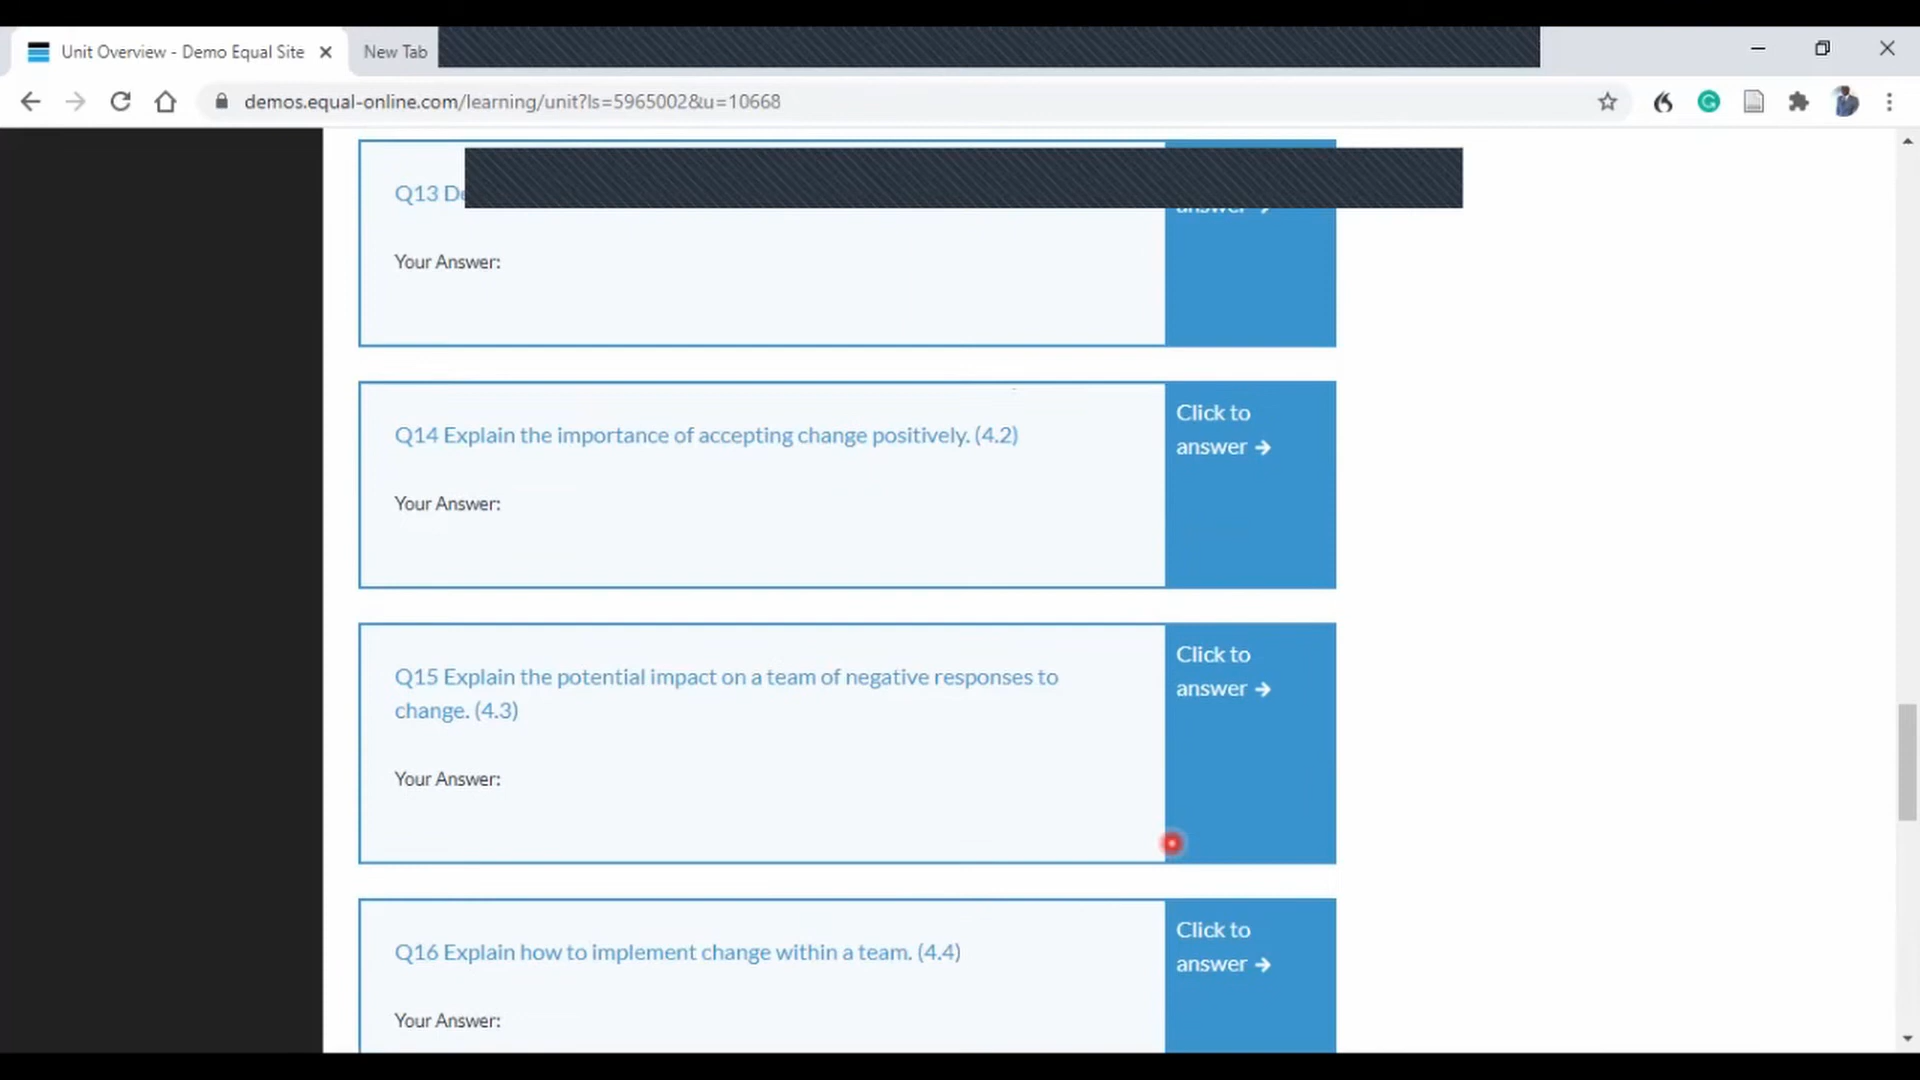 Unit Overview - Demo Equal Site
New Tab
demos.equal-online.com/learning/unit?ls=5965002&u=10668
Q13
answer →
Your Answer:
Q14 Explain the importance of accepting change positively. (4.2)
Click to
answer →
Your Answer:
Q15 Explain the potential impact on a team of negative responses to
change. (4.3)
Click to
answer →
Your Answer:
Q16 Explain how to implement change within a team. (4.4)
Click to
answer →
Your Answer: